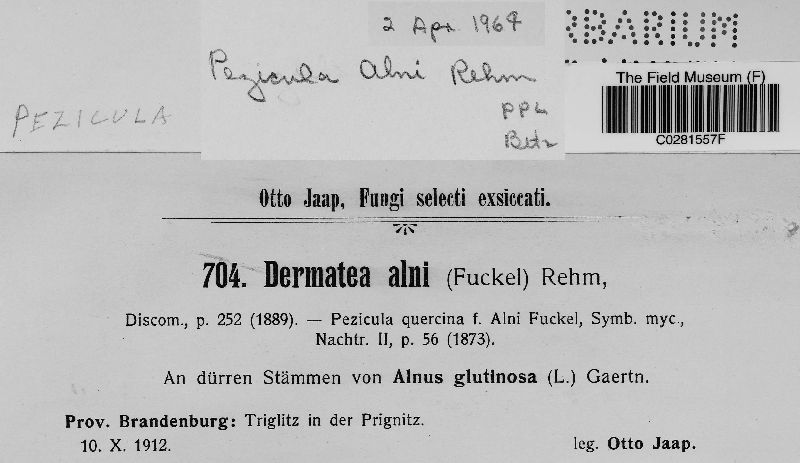 2 Apr 1964
RBARIUM
Pezicula Alni Rehm
The Field Museum (F)
PEZICULA
C0281557F
Otto Jaap, Fungi selecti exsiccati.
704. Dermatea alni (Fuckel) Rehm,
Discom., p. 252 (1889). — Pezicula quercina f. Alni Fuckel, Symb. myc.,
Nachtr. II, p. 56 (1873).
An dürren Stämmen von Alnus glutinosa (L.) Gaertn.
Prov. Brandenburg: Triglitz in der Prignitz.
10. X. 1912.
leg. Otto Jaap.